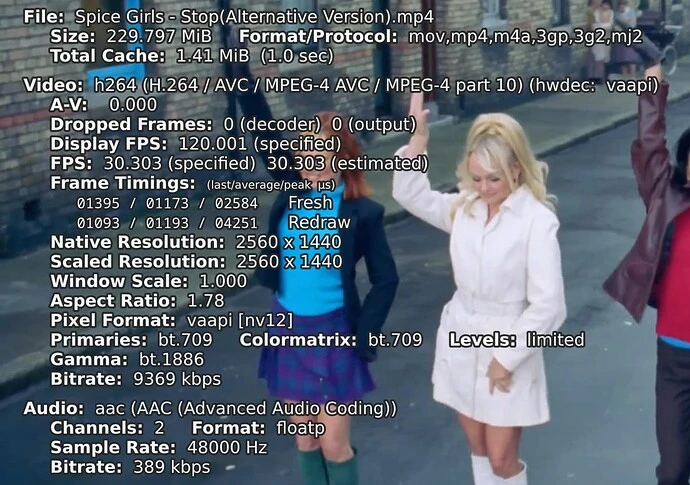 File: Spice Girls - Stop(Alternative Version).mp4
Size: 229.797 MiB Format/Protocol: mov,mp4,m4a,3gp,3g2,mj2
Total Cache: 1.41 MiB (1.0 sec)
Video: h264 (H.264 / AVC / MPEG-4 AVC / MPEG-4 part 10) (hwdec: vaapi)
A-V: 0.000
Dropped Frames: 0 (decoder) 0 (output)
Display FPS: 120.001 (specified)
FPS: 30.303 (specified) 30.303 (estimated)
Frame Timings: (last/average/peak μs)
01395 / 01173 / 02584 Fresh
01093 / 01193 / 04251 Redraw
Native Resolution: 2560 x 1440
Scaled Resolution: 2560 x 1440
Window Scale: 1.000
Aspect Ratio: 1.78
Pixel Format: vaapi [nv12]
Primaries: bt.709 Colormatrix: bt.709 Levels: limited
Gamma: bt.1886
Bitrate: 9369 kbps
Audio: aac (AAC (Advanced Audio Coding))
Channels: 2 Format: floatp
Sample Rate: 48000 Hz
Bitrate: 389 kbps